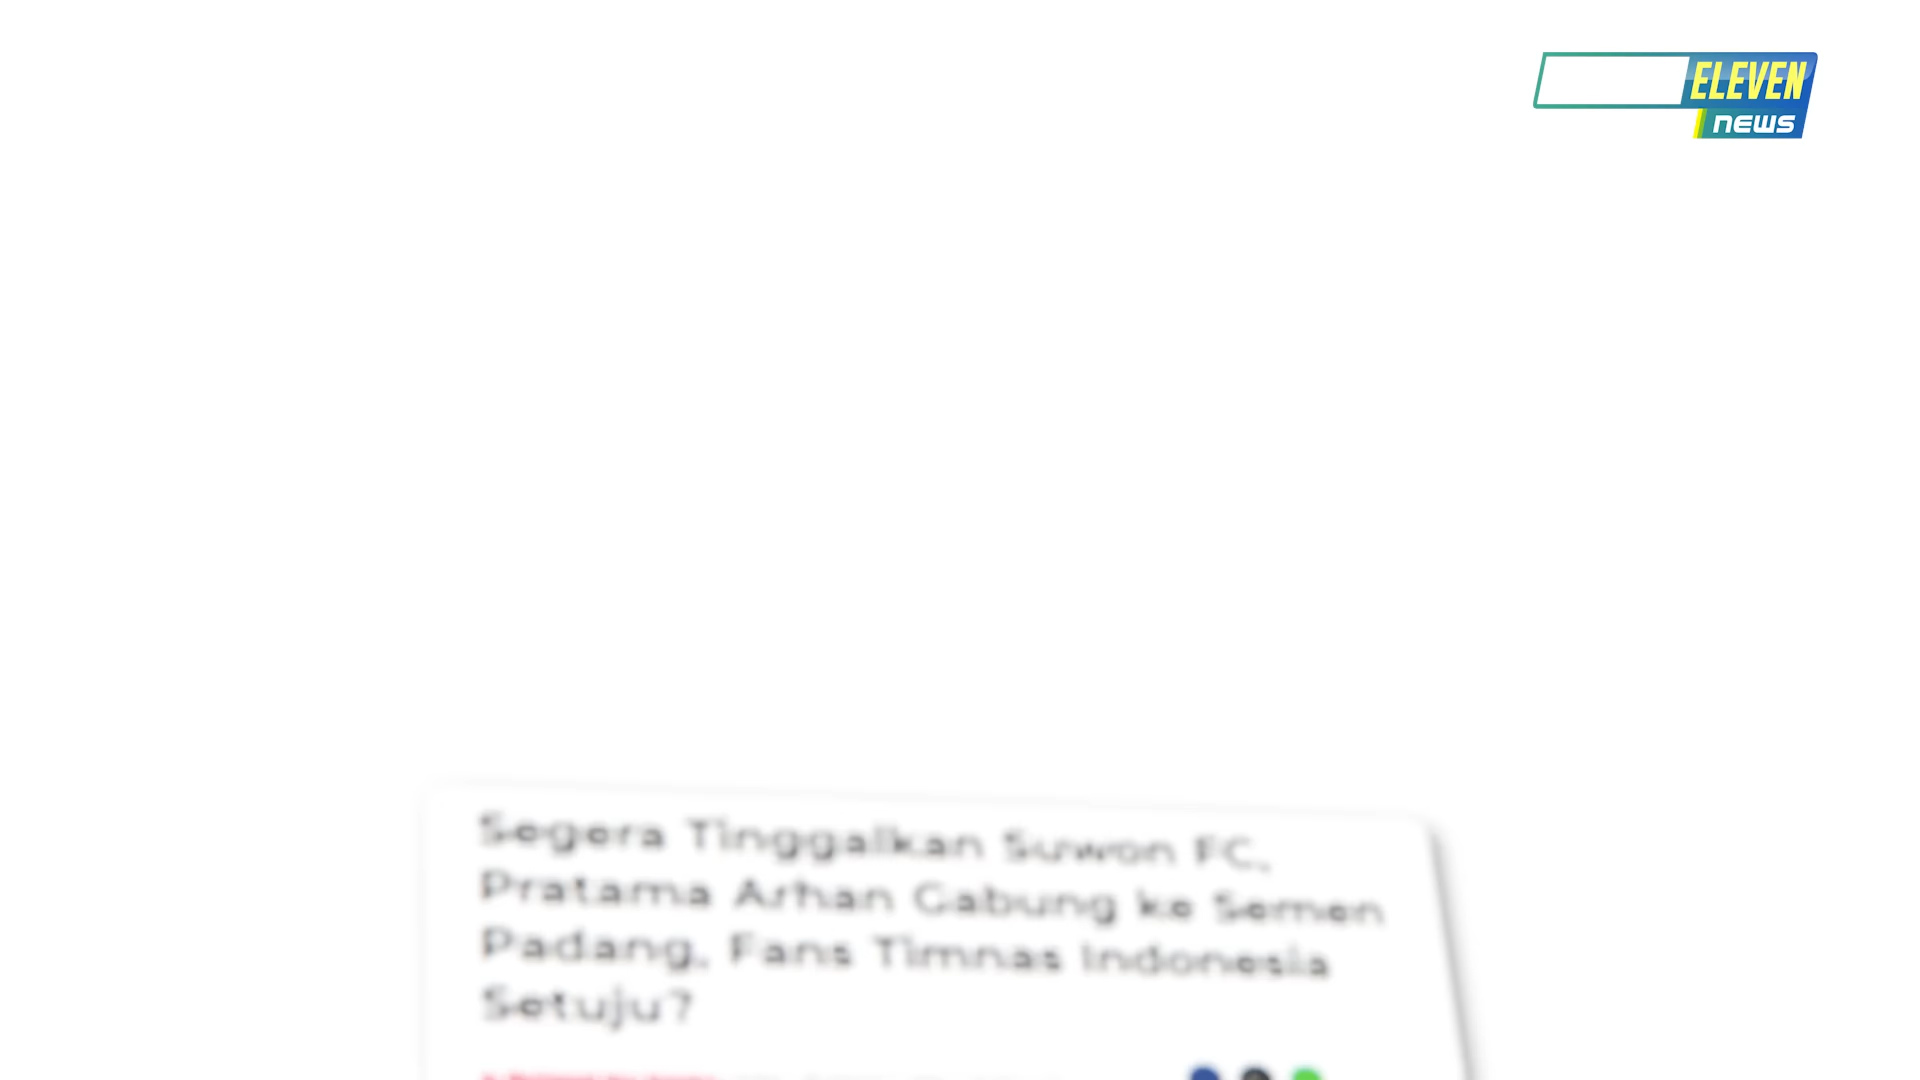 ELEVEN
news
Segera Tinggalkan Suwon FC,
Pratama Arhan Gabung ke Semen
Padang, Fans Timnas Indonesia
Setuju?